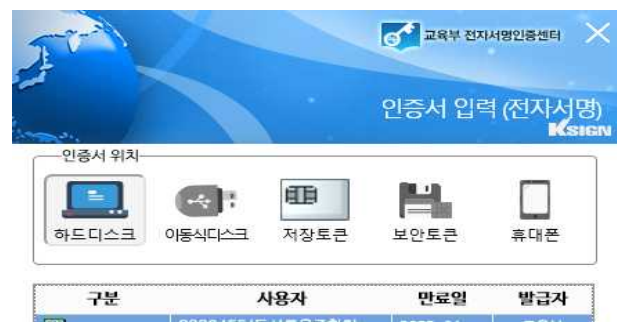 교육부 전자서명인증센터
인증서 입력 (전자서명)
KSIGN
인증서 위치
하드디스크 이동식디스크 저장토큰 보안토큰 휴대폰
구분 사용자 만료일 발급자